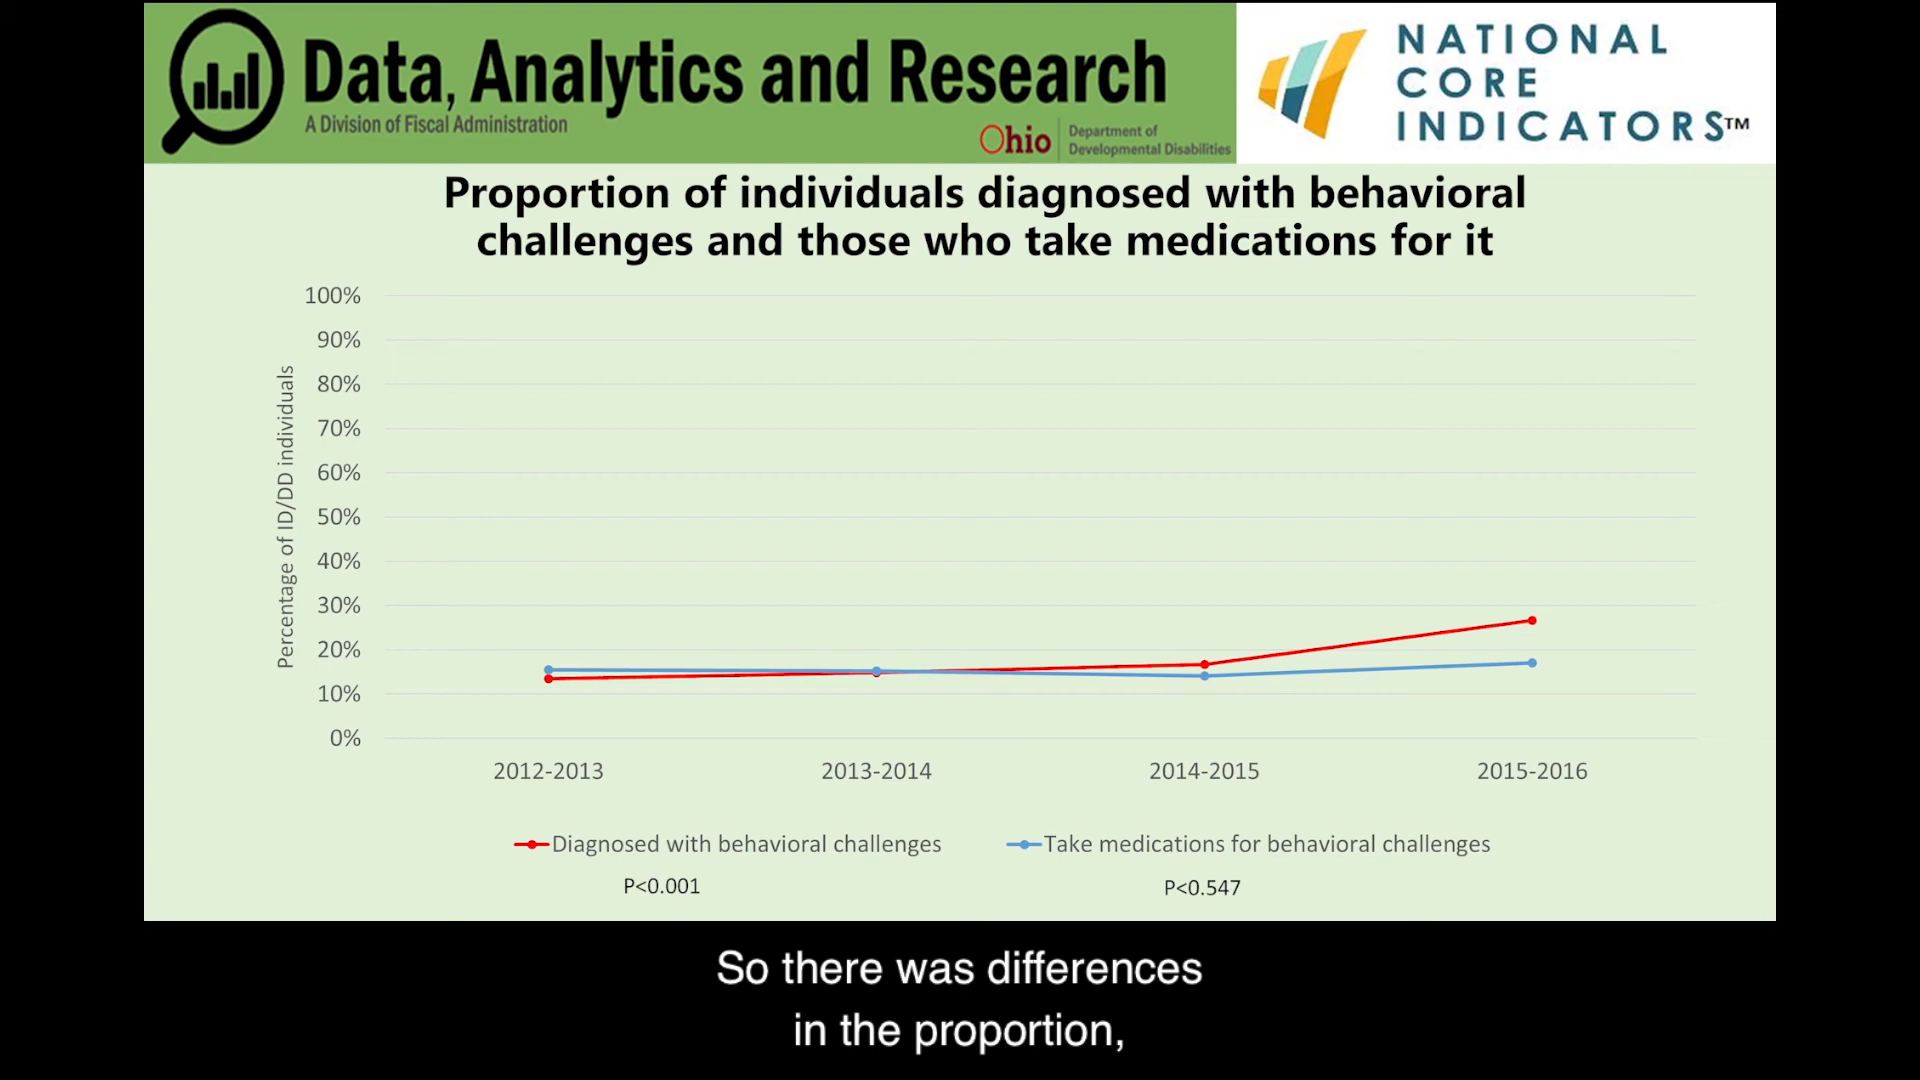 Data, Analytics and Research
A Division of Fiscal Administration
Ohio
Department of
Developmental Disabilities
NATIONAL
CORE
INDICATORS™
Proportion of individuals diagnosed with behavioral
challenges and those who take medications for it
Percentage of ID/DD individuals
100%
90%
80%
70%
60%
50%
40%
30%
20%
10%
0%
2012-2013 2013-2014 2014-2015 2015-2016
Diagnosed with behavioral challenges Take medications for behavioral challenges
P<0.001 P<0.547
So there was differences
in the proportion,